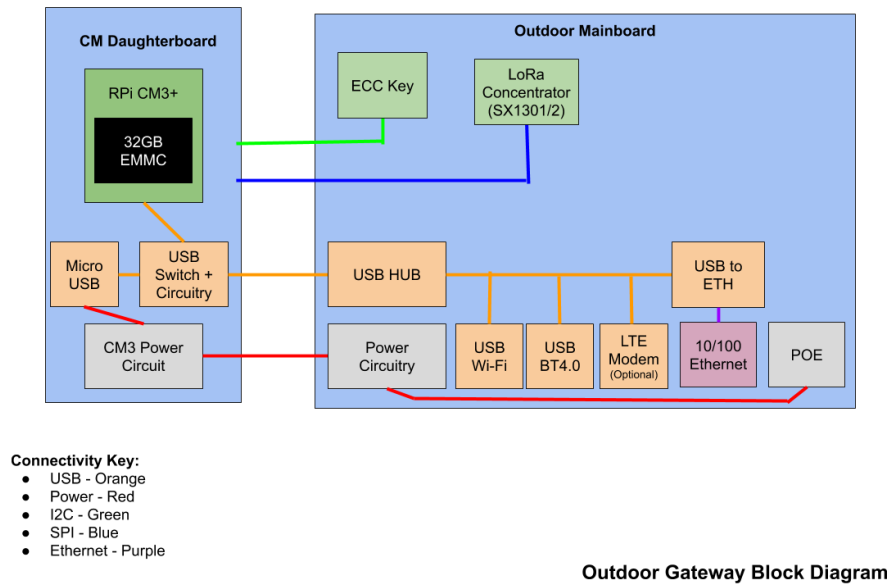 CM Daughterboard
RPi CM3+
32GB
EMMC
Micro
USB
USB
Switch +
Circuitry
CM3 Power
Circuit
Outdoor Mainboard
ECC Key
LoRa
Concentrator
(SX1301/2)
USB HUB
USB to
ETH
Power
Circuitry
USB
Wi-Fi
USB
BT4.0
LTE
Modem
(Optional)
10/100
Ethernet
POE
Connectivity Key:
● USB - Orange
● Power - Red
● I2C - Green
● SPI - Blue
● Ethernet - Purple
Outdoor Gateway Block Diagram